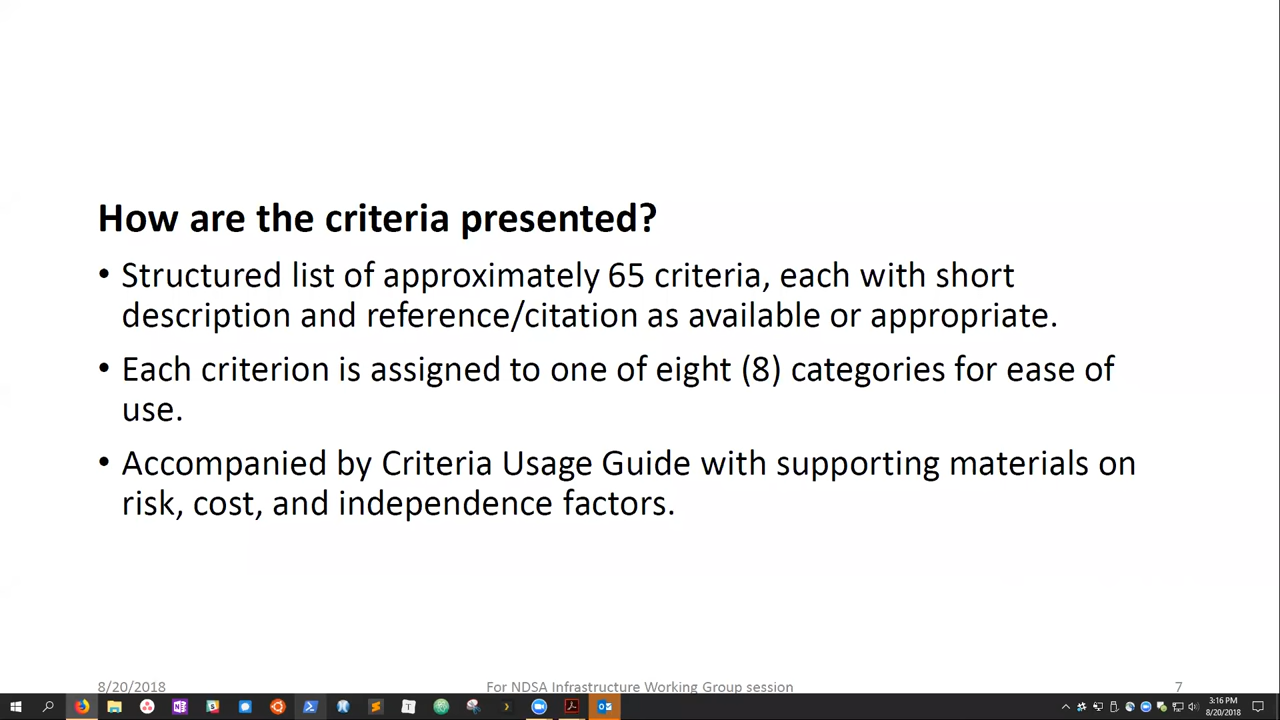 How are the criteria presented?
• Structured list of approximately 65 criteria, each with short
description and reference/citation as available or appropriate.
• Each criterion is assigned to one of eight (8) categories for ease of
use.
• Accompanied by Criteria Usage Guide with supporting materials on
risk, cost, and independence factors.
8/20/2018 For NDSA Infrastructure Working Group session 7
3:16 PM
8/20/2018